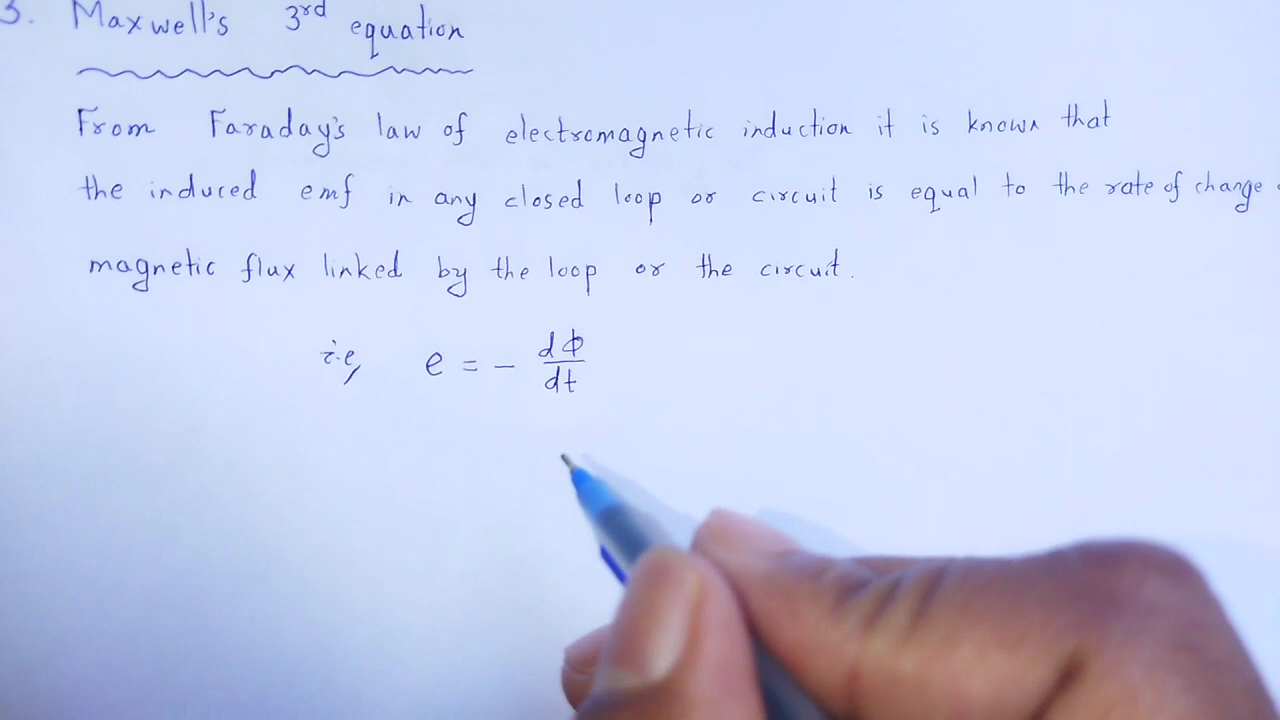 3. Maxwell's 3rd equation
From Faraday's law of electromagnetic induction it is known that
the induced emf in any closed loop or circuit is equal to the rate of change
magnetic flux linked by the loop or the circuit.
i.e, e = - dΦ/dt